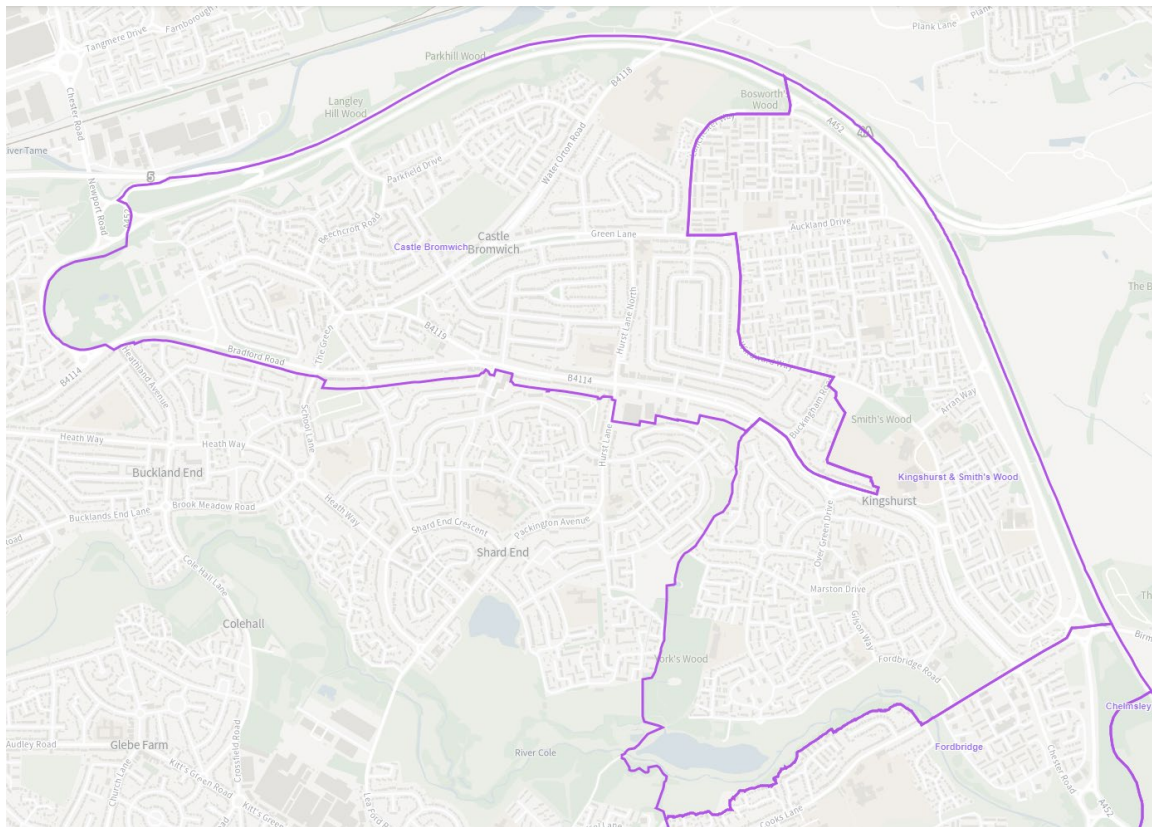 Tangmere Drive
Farnborough
Plank Lane
Plank Lane
Parkhill Wood
B4118
Chester Road
Langley
Hill Wood
Bosworth
Wood
A452
River Tame
5
Newport Road
A452
Parkfield Drive
Water Orton Road
Beechcroft Road
Castle Bromwich
Castle
Bromwich
Green Lane
Auckland Drive
The Green
B4119
Hurst Lane North
Bradford Road
B4114
B4114
Hearnland Avenue
School Lane
Buckingham
Arran Way
Smith's Wood
Heath Way
Heath Way
Hurst Lane
Buckland End
Kingshurst & Smith's Wood
Kingshurst
Brook Meadow Road
Bucklands End Lane
Heath Way
Shard End Crescent
Packington Avenue
Over Green Drive
Shard End
Cole Hall Lane
Marston Drive
Gilson Way
Colehall
Fordbridge Road
Chelmsley
Audley Road
Glebe Farm
Crossfield Road
River Cole
Fordbridge
Chester Road
Church Lane
Kitt's Green Road
Kitt's Green
Lea Ford
Cooks Lane
A452